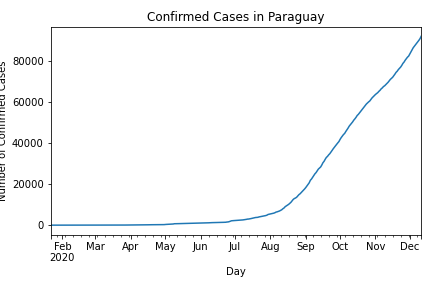 Confirmed Cases in Paraguay
Number of Confirmed Cases
80000
60000
40000
20000
0
Feb Mar Apr May Jun Jul Aug Sep Oct Nov Dec
2020
Day